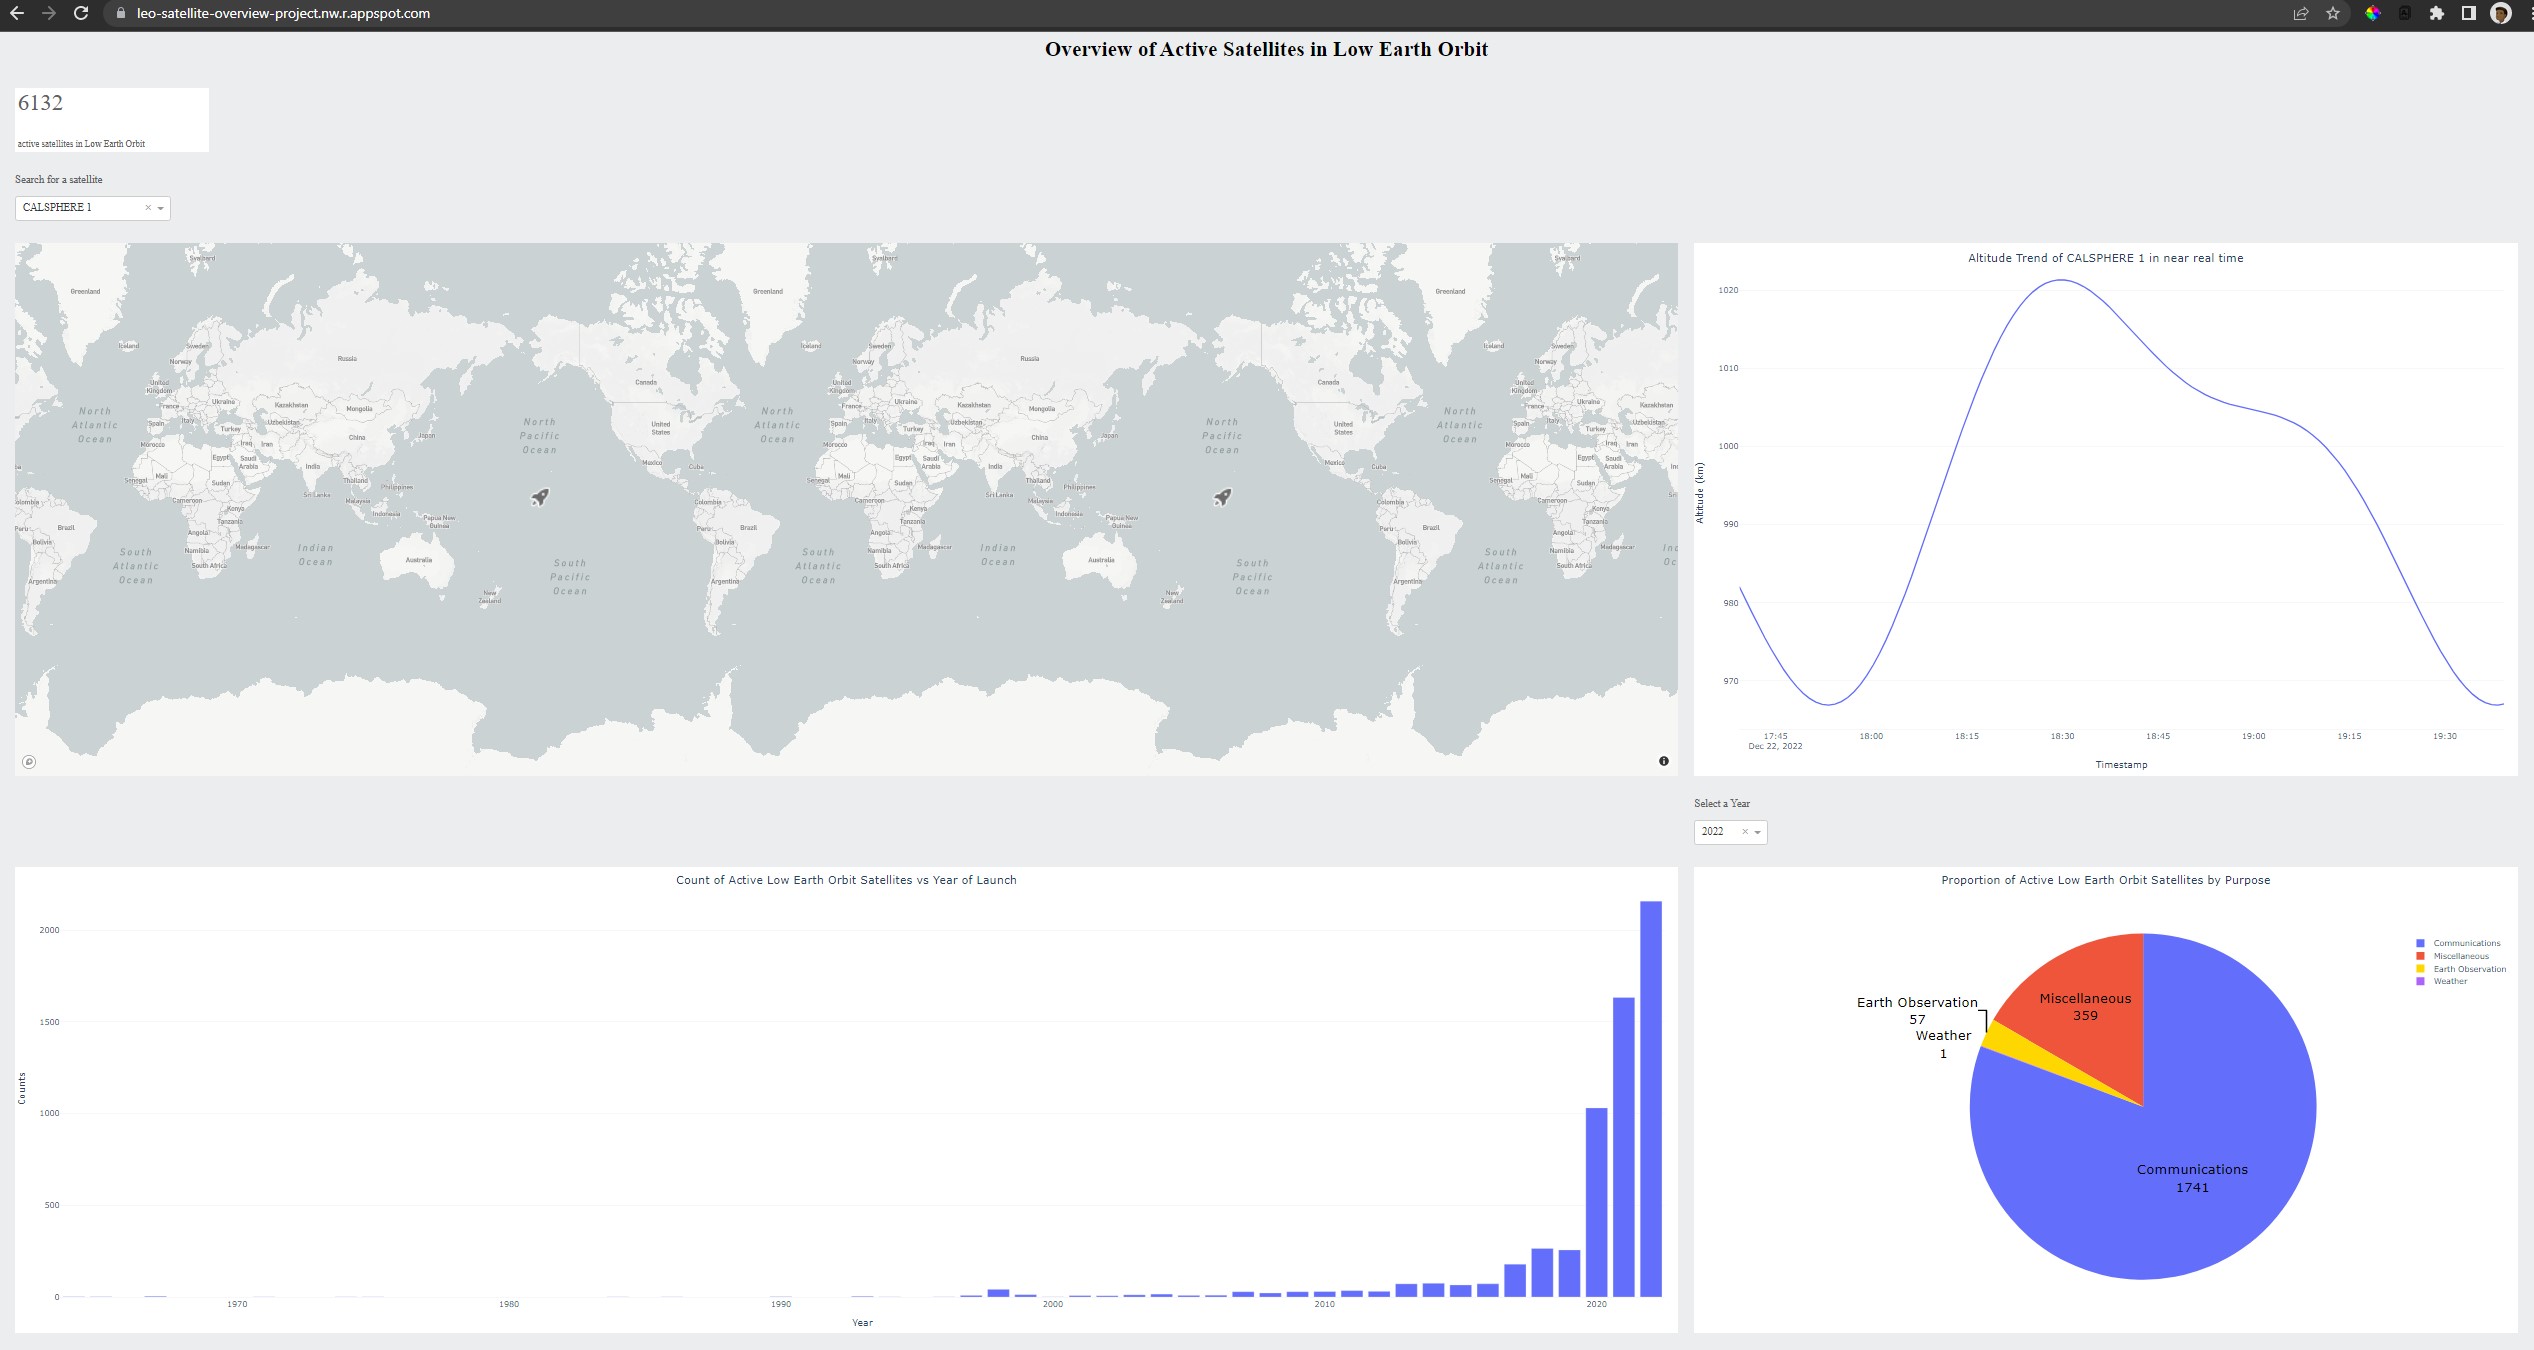 leo-satellite-overview-project.nw.r.appspot.com
Overview of Active Satellites in Low Earth Orbit
6132
active satellites in Low Earth Orbit
Search for a satellite
CALSPHERE 1
Svalbard
Svalbard
Svalbard
Greenland
Greenland
Greenland
Iceland
Sweden
Norway
Russia
United
Kingdom
France
Ukraine
Kazakhstan
Mongolia
Spain
Italy
Turkey
Uzbekistan
China
Japan
Morocco
Iraq
Iran
Egypt
Saudi
Arabia
India
Mali
Senegal
Sudan
Thailand
Philippines
Sri Lanka
Malaysia
Cameroon
Kenya
Indonesia
Papua New
Guinea
Tanzania
Angola
Namibia
Madagascar
South Africa
Australia
New
Zealand
North
Atlantic
Ocean
South
Atlantic
Ocean
Indian
Ocean
North
Pacific
Ocean
South
Pacific
Ocean
Canada
United
States
Mexico
Cuba
Colombia
Peru
Brazil
Bolivia
Argentina
Altitude Trend of CALSPHERE 1 in near real time
1020
1010
1000
990
980
970
Altitude (km)
17:45 18:00 18:15 18:30 18:45 19:00 19:15 19:30
Dec 22, 2022
Timestamp
Select a Year
2022
Count of Active Low Earth Orbit Satellites vs Year of Launch
2000
1500
1000
500
0
Counts
1970 1980 1990 2000 2010 2020
Year
Proportion of Active Low Earth Orbit Satellites by Purpose
Communications
Miscellaneous
Earth Observation
Weather
Miscellaneous
359
Earth Observation
57
Weather
1
Communications
1741